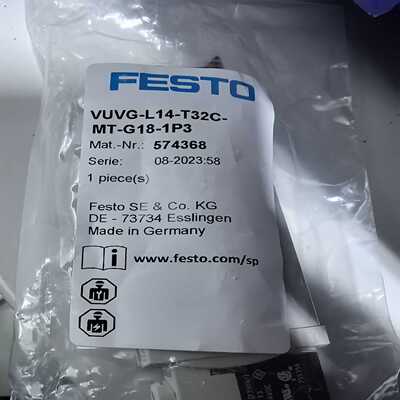 FESTO
VUVG-L14-T32C-
MT-G18-1P3
Mat.-Nr.: 574368
Serie: 08-2023:58
1 piece(s)
Festo SE & Co. KG
DE - 73734 Esslingen
Made in Germany
www.festo.com/sp